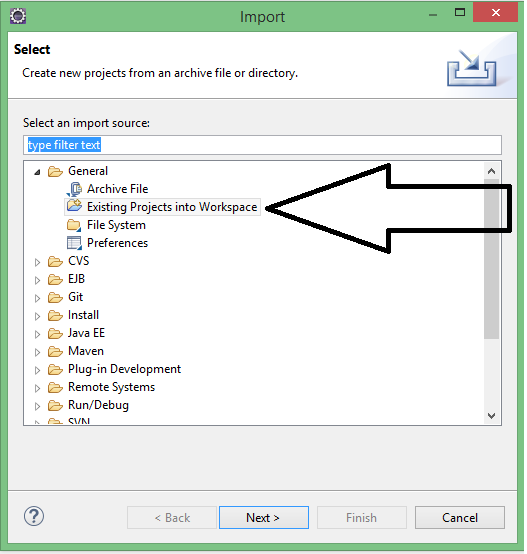 Import
Select
Create new projects from an archive file or directory.
Select an import source:
type filter text
General
Archive File
Existing Projects into Workspace
File System
Preferences
CVS
EJB
Git
Install
Java EE
Maven
Plug-in Development
Remote Systems
Run/Debug
SVN
< Back
Next >
Finish
Cancel